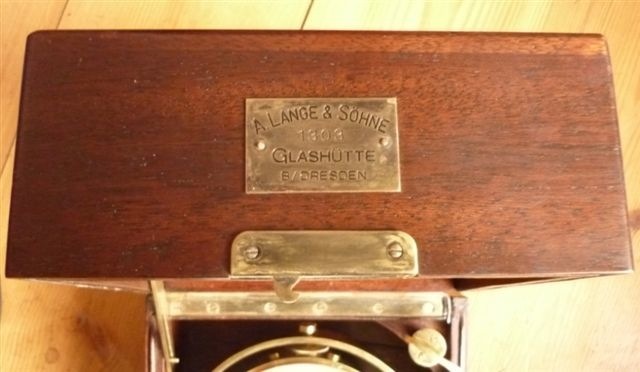 A. LANGE & SÖHNE
1303
GLASHÜTTE
B/DRESDEN